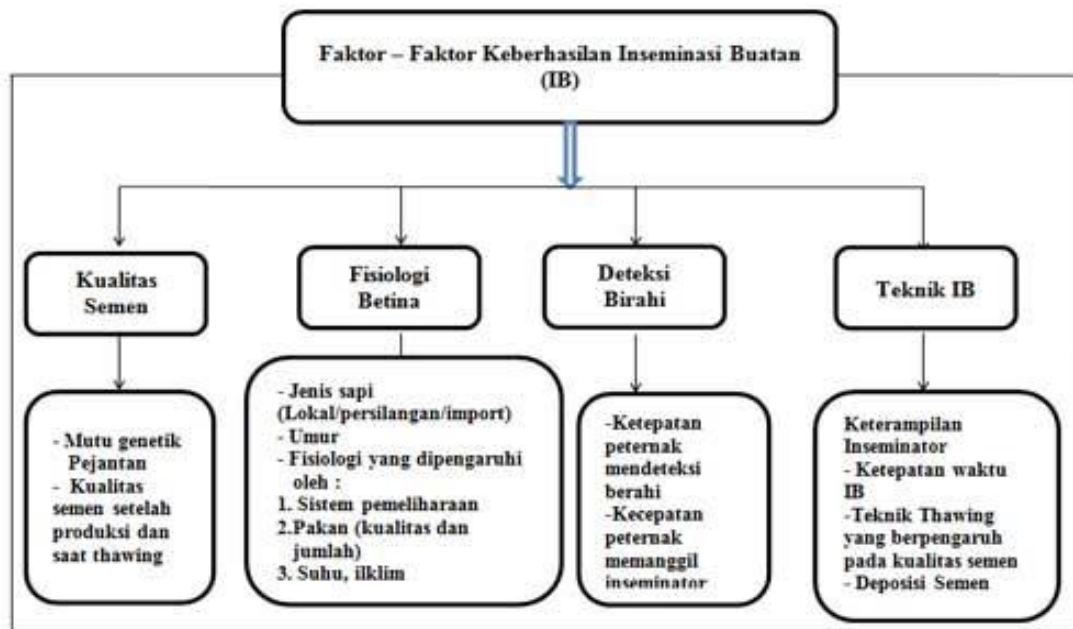 Faktor – Faktor Keberhasilan Inseminasi Buatan
(IB)
Kualitas
Semen
Fisiologi
Betina
Deteksi
Birahi
Teknik IB
- Mutu genetik
Pejantan
- Kualitas
semen setelah
produksi dan
saat thawing
- Jenis sapi
(Lokal/persilangan/import)
- Umur
- Fisiologi yang dipengaruhi
oleh :
1. Sistem pemeliharaan
2.Pakan (kualitas dan
jumlah)
3. Suhu, ilklim
-Ketepatan
peternak
mendeteksi
berahi
-Kecepatan
peternak
memanggil
inseminator
Keterampilan
Inseminator
- Ketepatan waktu
IB
-Teknik Thawing
yang berpengaruh
pada kualitas semen
- Deposisi Semen